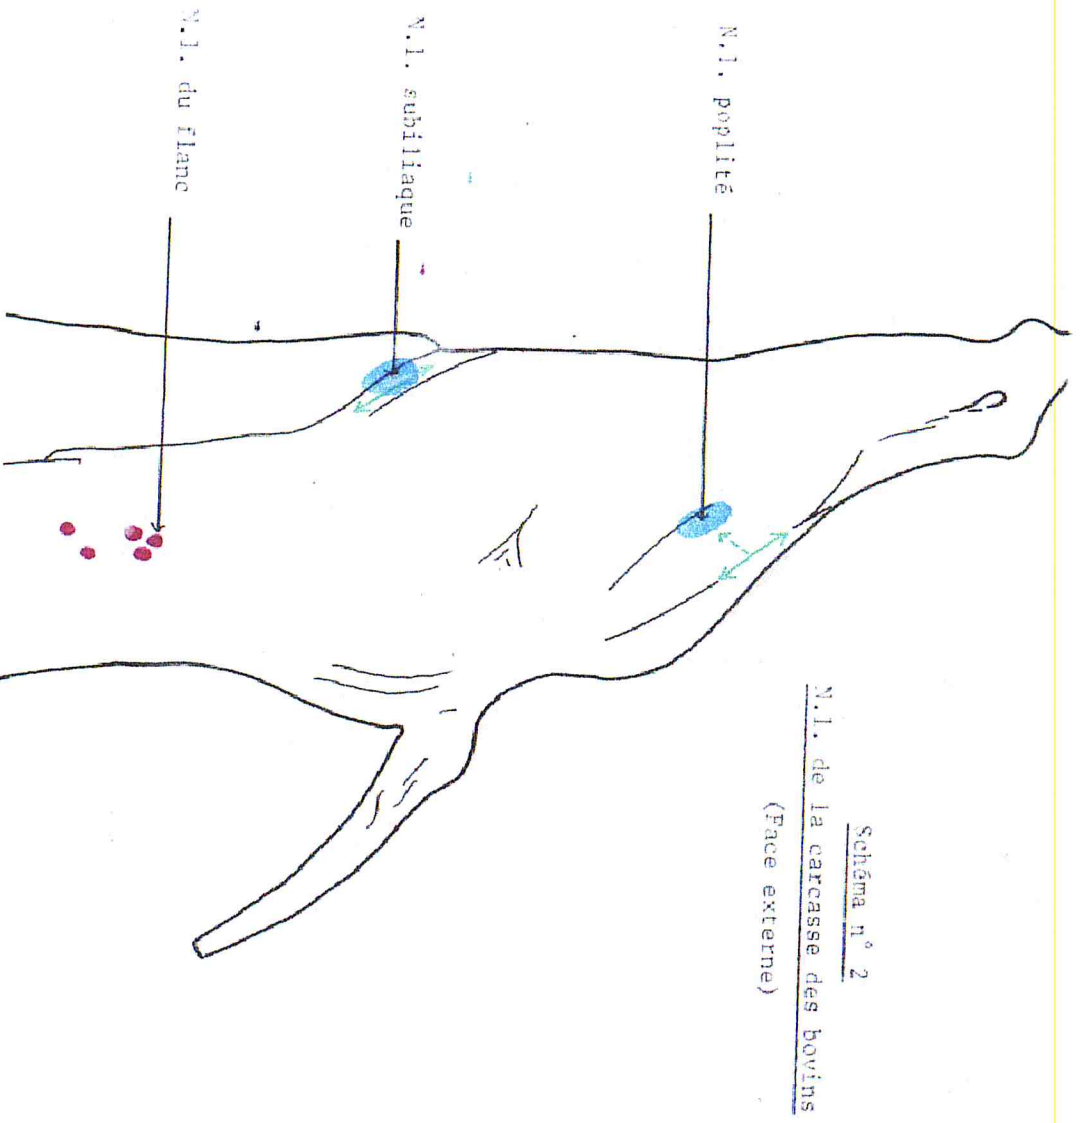 Schéma n° 2
N.l. de la carcasse des bovins
(Face externe)
N.l. poplité
N.l. subiliaque
N.l. du flanc